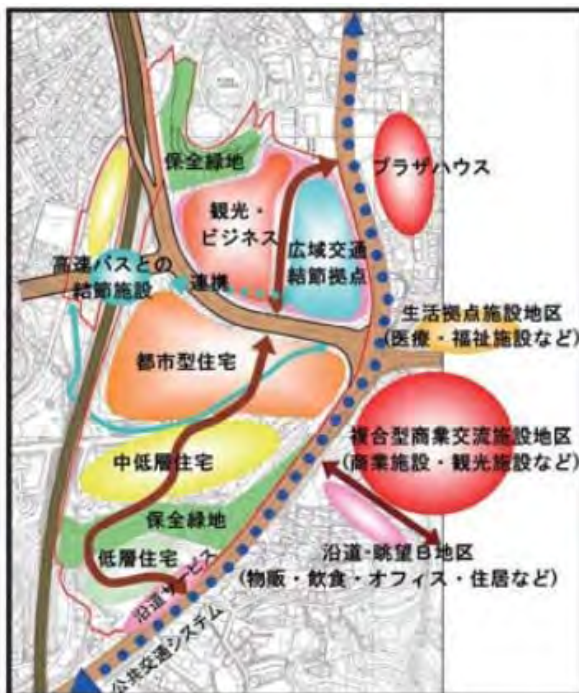 保全緑地
プラザハウス
観光・
ビジネス
広域交通
結節拠点
高速バスとの
結節施設
連携
生活拠点施設地区
(医療・福祉施設など)
都市型住宅
複合型商業交流施設地区
(商業施設・観光施設など)
中低層住宅
保全緑地
低層住宅
沿道・眺望B地区
(物販・飲食・オフィス・住居など)
沿道サービス
公共交通システム